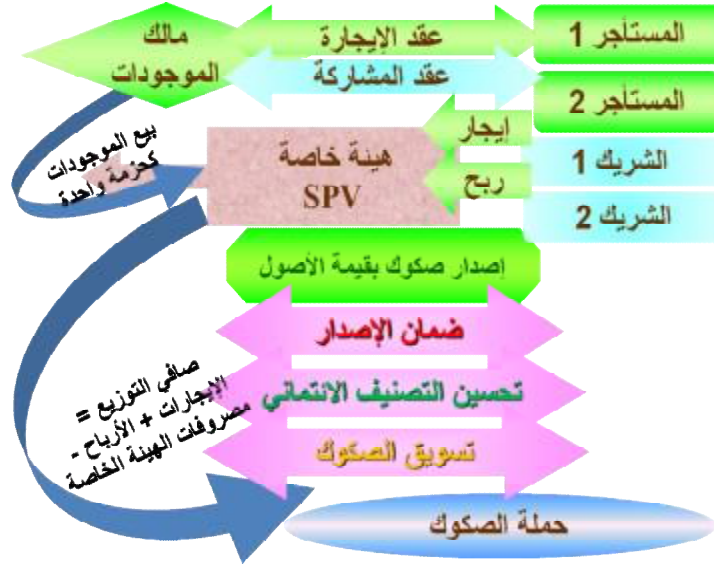 مالك
الموجودات
عقد الإيجارة
عقد المشاركة
المستأجر 1
المستأجر 2
إيجار
ربح
الشريك 1
الشريك 2
هيئة خاصة
SPV
بيع الموجودات
كحزمة واحدة
إصدار صكوك بقيمة الأصول
ضمان الإصدار
تحسين التصنيف الائتماني
تسويق الصكوك
صافي التوزيع =
الإيجارات + الأرباح -
مصروفات الهيئة الخاصة
حملة الصكوك